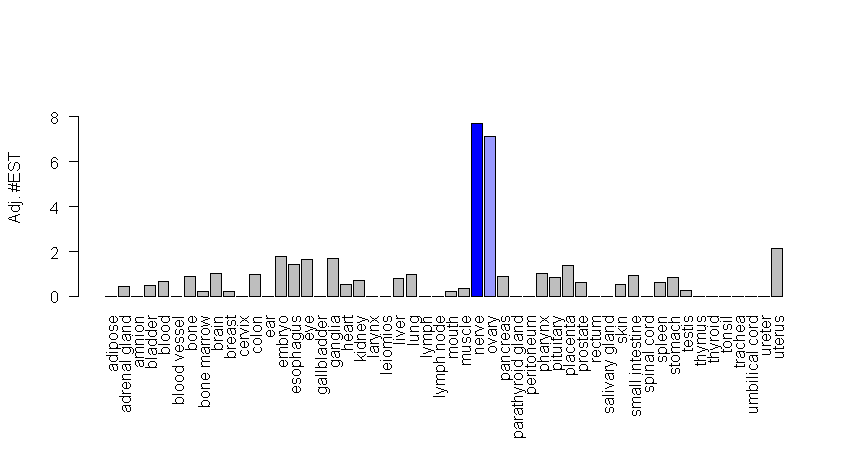 Adj. #EST
8
6
4
2
0
adipose
adrenal gland
amnion
bladder
blood
blood vessel
bone
bone marrow
brain
breast
cervix
colon
ear
embryo
esophagus
eye
gallbladder
ganglia
heart
kidney
larynx
leiomios
liver
lung
lymph
lymph node
mouth
muscle
nerve
ovary
pancreas
parathyroid gland
peritoneum
pharynx
pituitary
placenta
prostate
rectum
salivary gland
skin
small intestine
spinal cord
spleen
stomach
testis
thymus
thyroid
tonsil
trachea
umbilical cord
ureter
uterus